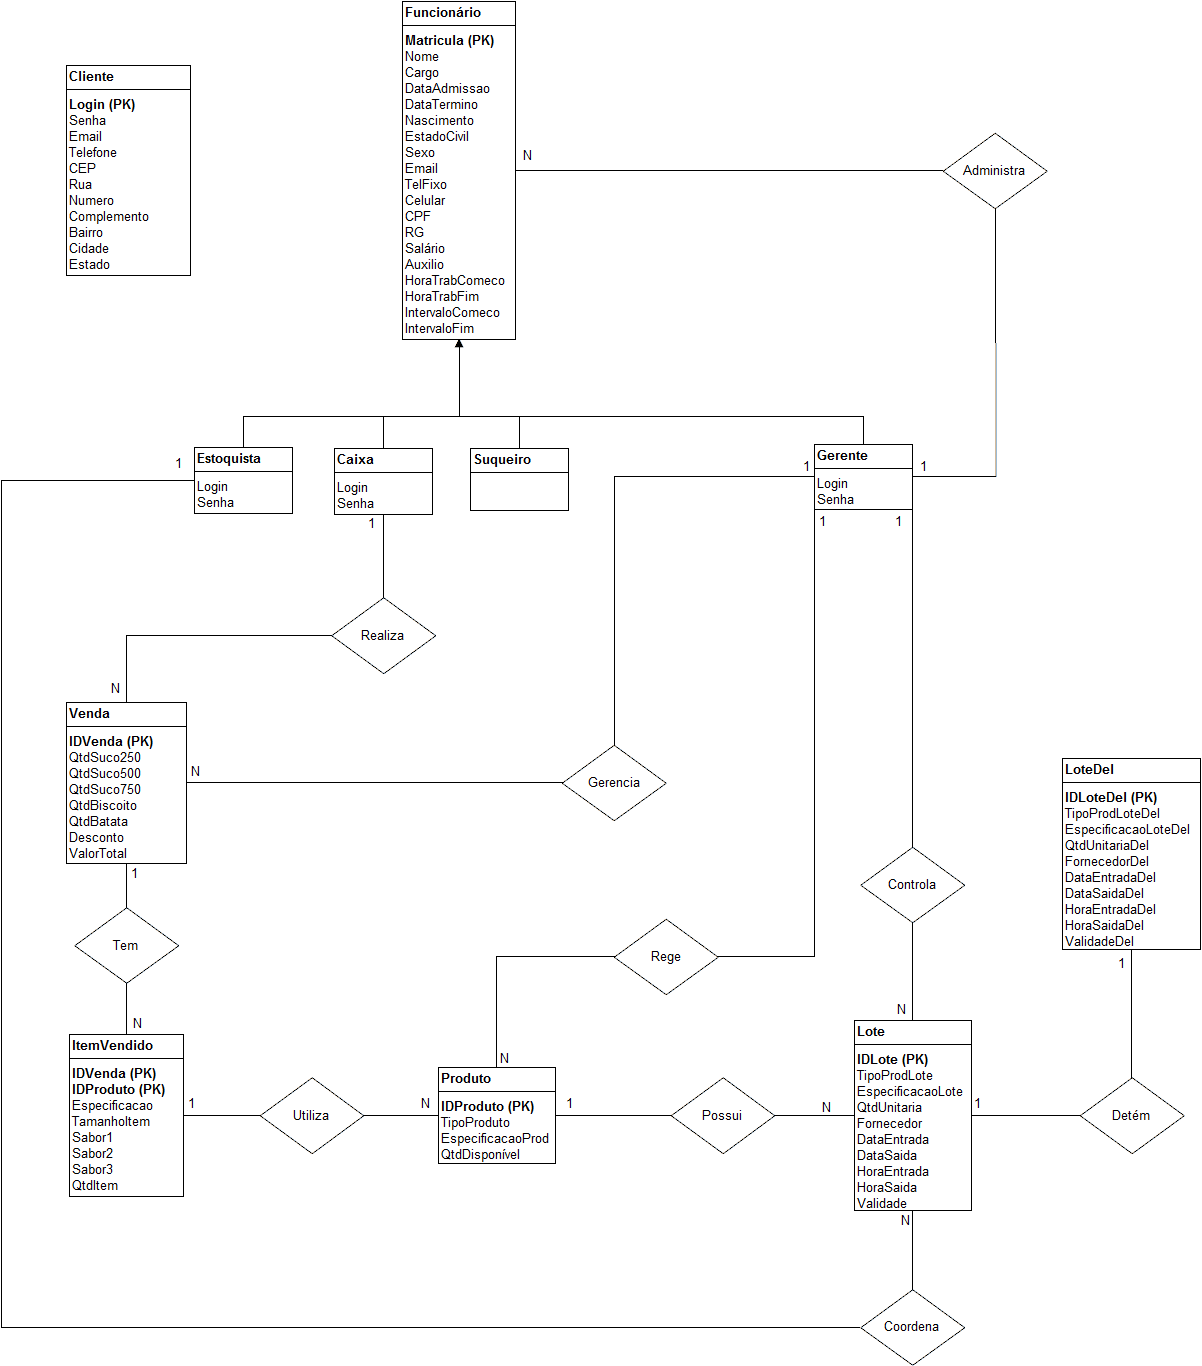 Funcionário
Matricula (PK)
Nome
Cargo
DataAdmissao
DataTermino
Nascimento
EstadoCivil
Sexo
Email
TelFixo
Celular
CPF
RG
Salário
Auxilio
HoraTrabComeco
HoraTrabFim
IntervaloComeco
IntervaloFim
Cliente
Login (PK)
Senha
Email
Telefone
CEP
Rua
Numero
Complemento
Bairro
Cidade
Estado
N
Administra
1
Estoquista
Login
Senha
Caixa
Login
Senha
1
Suqueiro
1
Gerente
1
Login
Senha
1
1
Realiza
N
Venda
IDVenda (PK)
QtdSuco250
QtdSuco500
QtdSuco750
QtdBiscoito
QtdBatata
Desconto
ValorTotal
N
1
Gerencia
LoteDel
IDLoteDel (PK)
TipoProdLoteDel
EspecificacaoLoteDel
QtdUnitariaDel
FornecedorDel
DataEntradaDel
DataSaidaDel
HoraEntradaDel
HoraSaidaDel
ValidadeDel
1
Controla
Tem
Rege
N
N
N
ItemVendido
IDVenda (PK)
IDProduto (PK)
Especificacao
TamanhoItem
Sabor1
Sabor2
Sabor3
QtdItem
1
Utiliza
N
Produto
IDProduto (PK)
TipoProduto
EspecificacaoProd
QtdDisponível
1
Possui
N
Lote
IDLote (PK)
TipoProdLote
EspecificacaoLote
QtdUnitaria
Fornecedor
DataEntrada
DataSaida
HoraEntrada
HoraSaida
Validade
1
Detém
N
Coordena